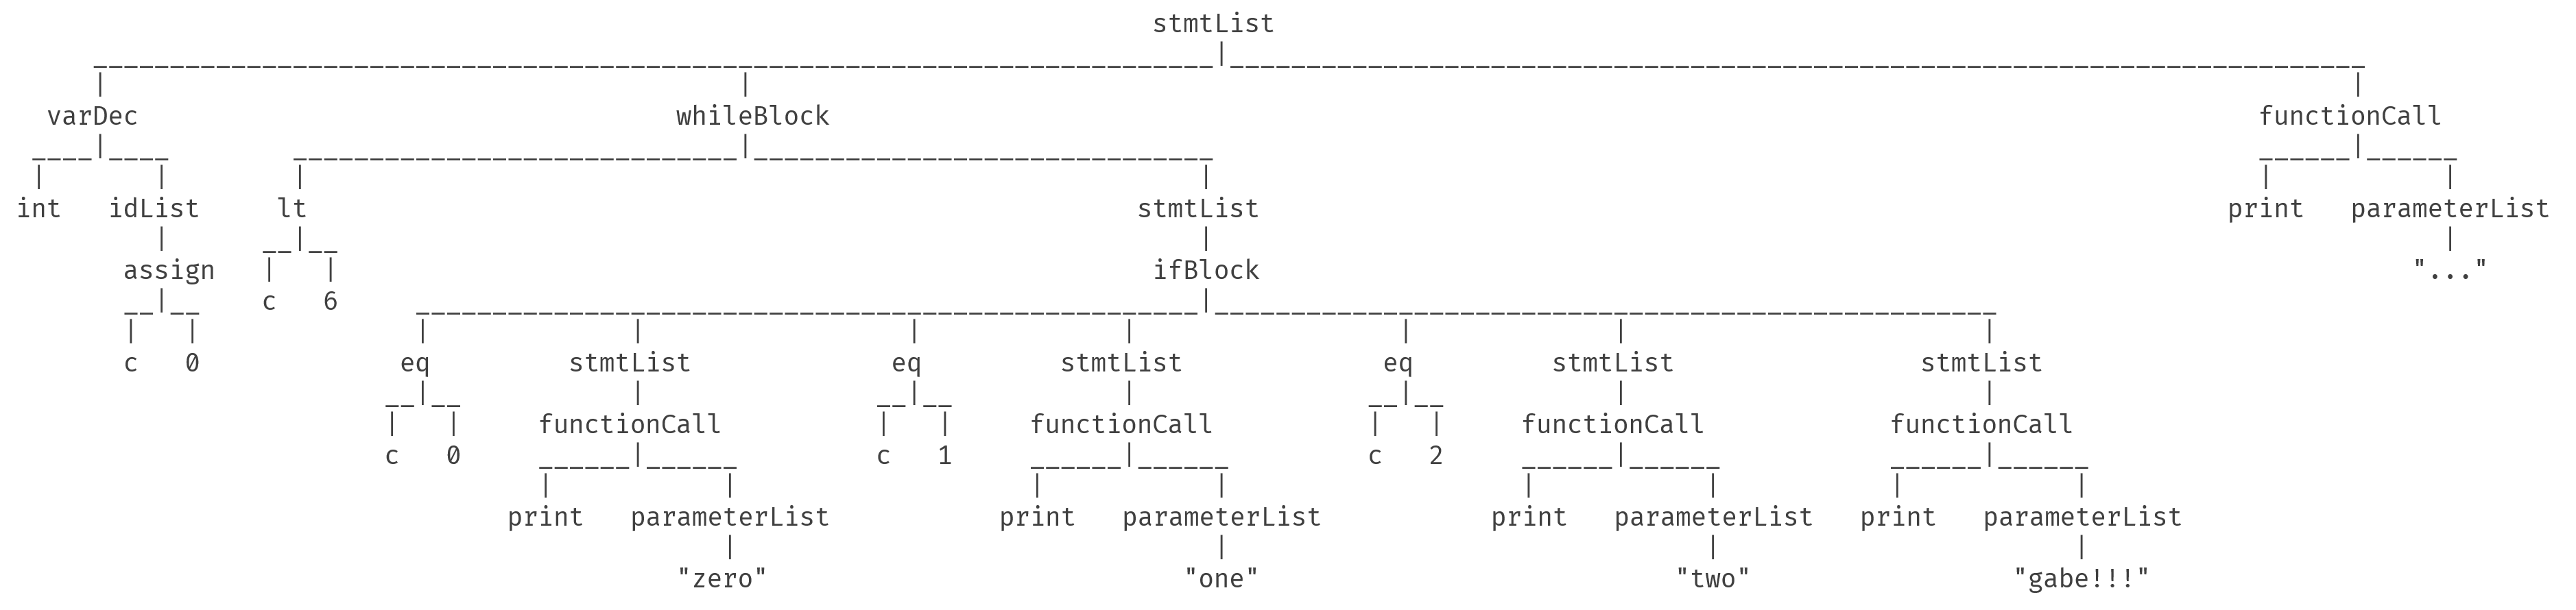 stmtList
varDec whileBlock functionCall
int idList lt stmtList print parameterList
assign ifBlock "..."
c 6
c 0 eq stmtList eq stmtList eq stmtList stmtList
functionCall functionCall functionCall functionCall
c 0 c 1 c 2
print parameterList print parameterList print parameterList print parameterList
"zero" "one" "two" "gabe!!!"